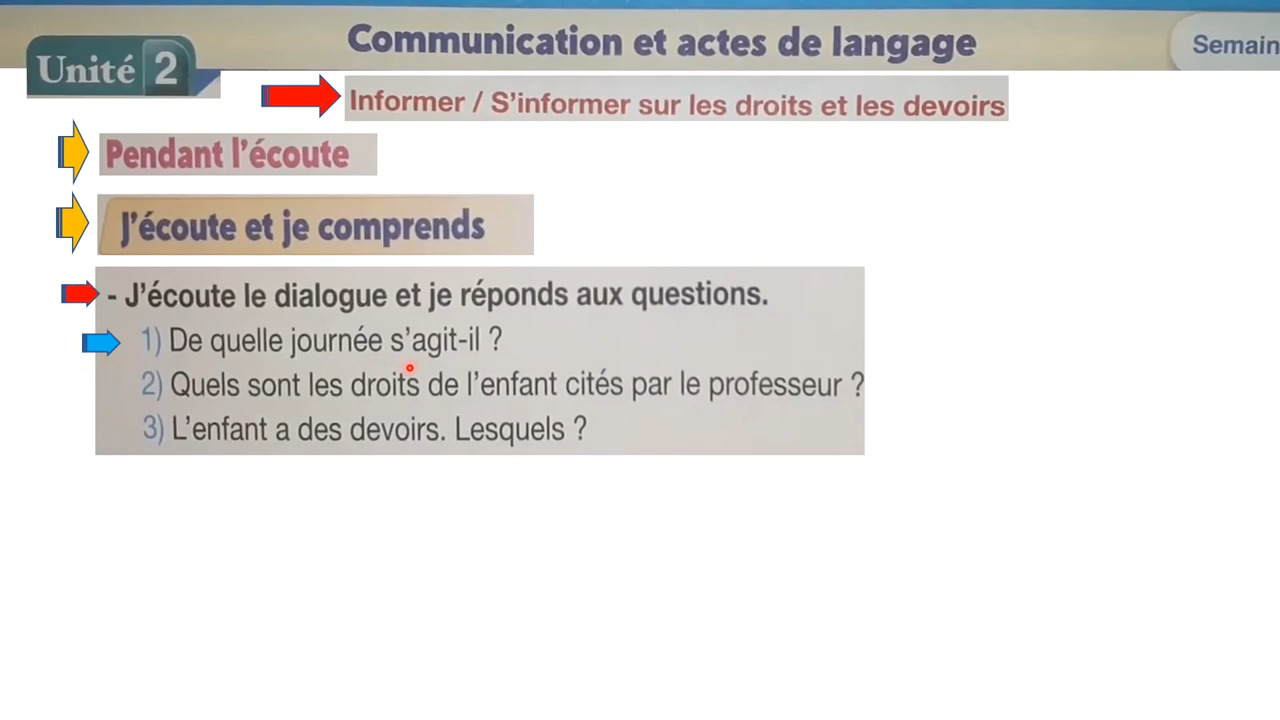 Communication et actes de langage
Semain
Unité 2
Informer / S'informer sur les droits et les devoirs
Pendant l'écoute
J'écoute et je comprends
- J'écoute le dialogue et je réponds aux questions.
1) De quelle journée s'agit-il ?
2) Quels sont les droits de l'enfant cités par le professeur ?
3) L'enfant a des devoirs. Lesquels ?